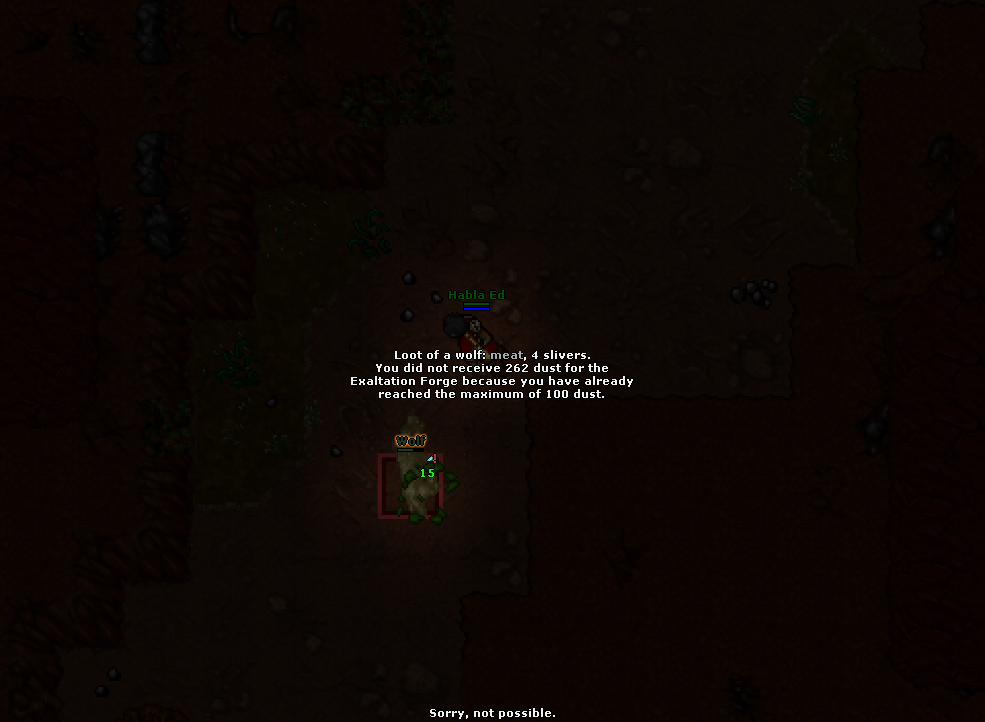 Habla Ed
Loot of a wolf: meat, 4 slivers.
You did not receive 262 dust for the
Exaltation Forge because you have already
reached the maximum of 100 dust.
Wolf
15
Sorry, not possible.